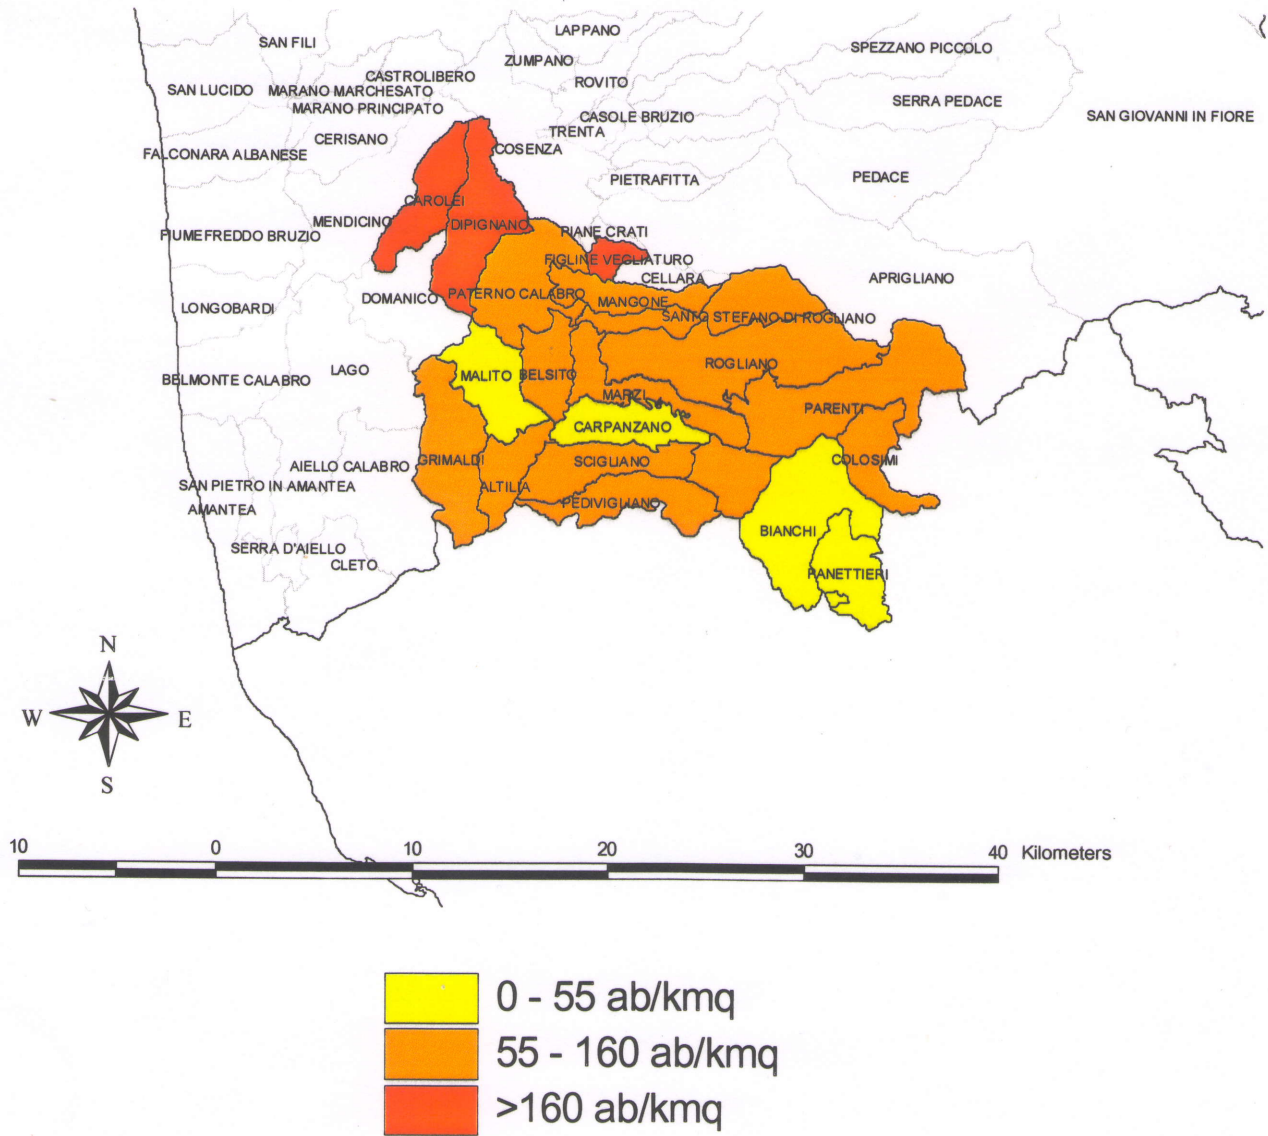 LAPPANO
SAN FILI
SPEZZANO PICCOLO
ZUMPANO
CASTROLIBERO
ROVITO
SAN LUCIDO
MARANO MARCHESATO
SERRA PEDACE
MARANO PRINCIPATO
CASOLE BRUZIO
SAN GIOVANNI IN FIORE
TRENTA
CERISANO
COSENZA
FALCONARA ALBANESE
PIETRAFITTA
PEDACE
CAROLEI
MENDICINO
DIPIGNANO
PIANE CRATI
FIUMEFREDDO BRUZIO
FIGLINE VEGLIATURO
CELLARA
APRIGLIANO
PATERNO CALABRO
DOMANICO
MANGONE
LONGOBARDI
SANTO STEFANO DI ROGLIANO
ROGLIANO
LAGO
MALITO
BELSITO
BELMONTE CALABRO
MARZI
PARENTI
CARPANZANO
GRIMALDI
SCIGLIANO
COLOSIMI
AIELLO CALABRO
SAN PIETRO IN AMANTEA
ALTILIA
PEDIVIGLIANO
AMANTEA
BIANCHI
SERRA D'AIELLO
CLETO
PANETTIERI
N
W
E
S
10 0 10 20 30 40 Kilometers
0 - 55 ab/kmq
55 - 160 ab/kmq
>160 ab/kmq